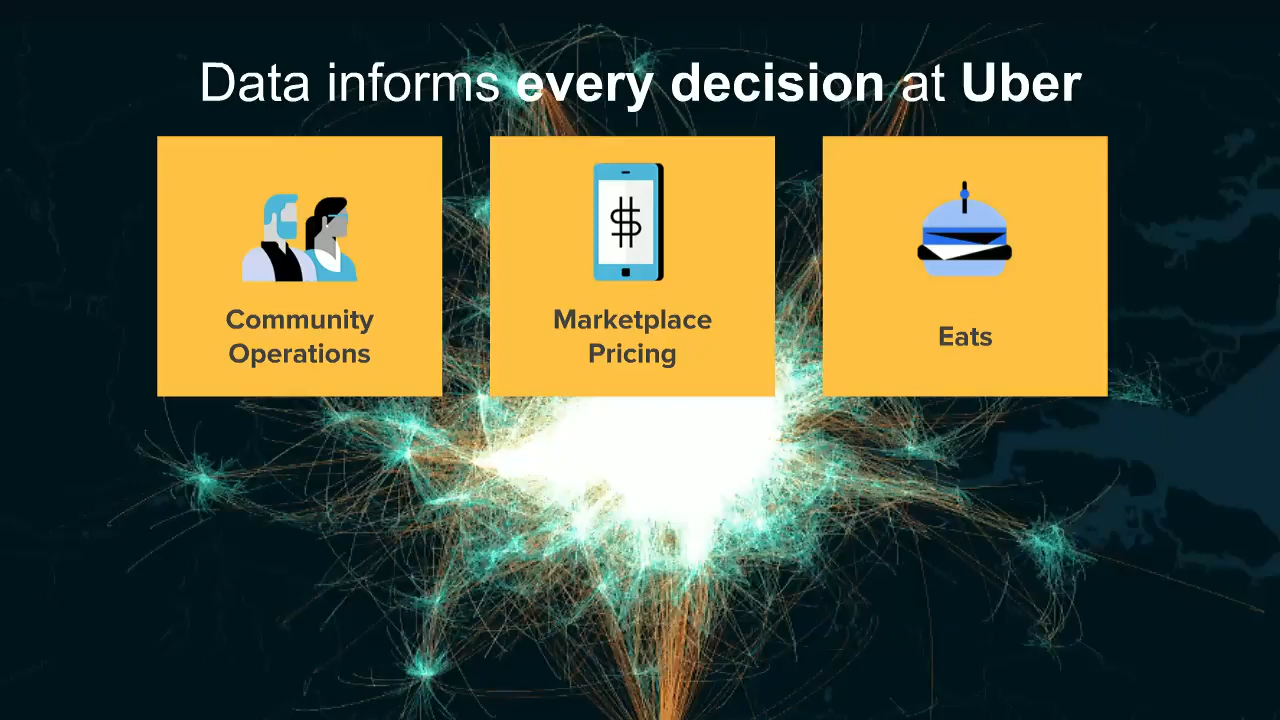 Data informs every decision at Uber
Community
Operations
Marketplace
Pricing
Eats